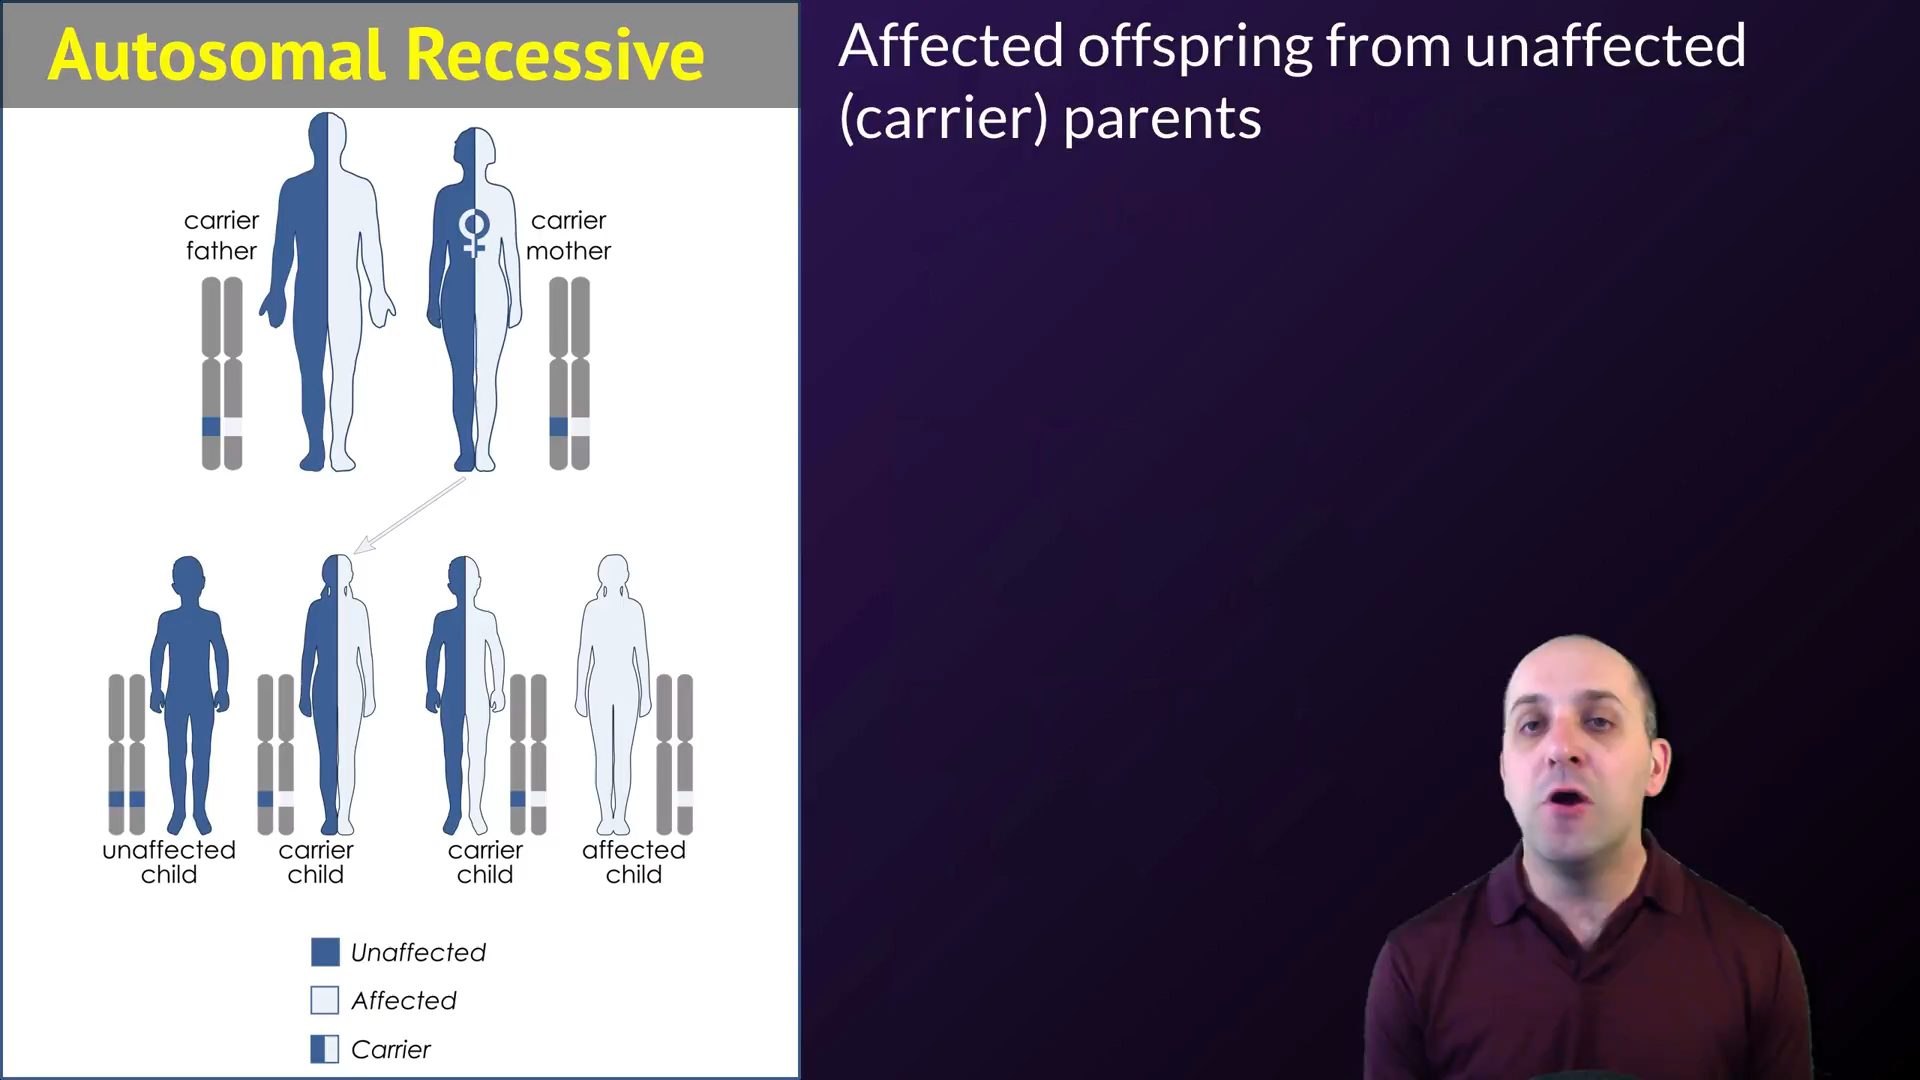 Autosomal Recessive
Affected offspring from unaffected
(carrier) parents
carrier
father
carrier
mother
unaffected
child
carrier
child
carrier
child
affected
child
Unaffected
Affected
Carrier